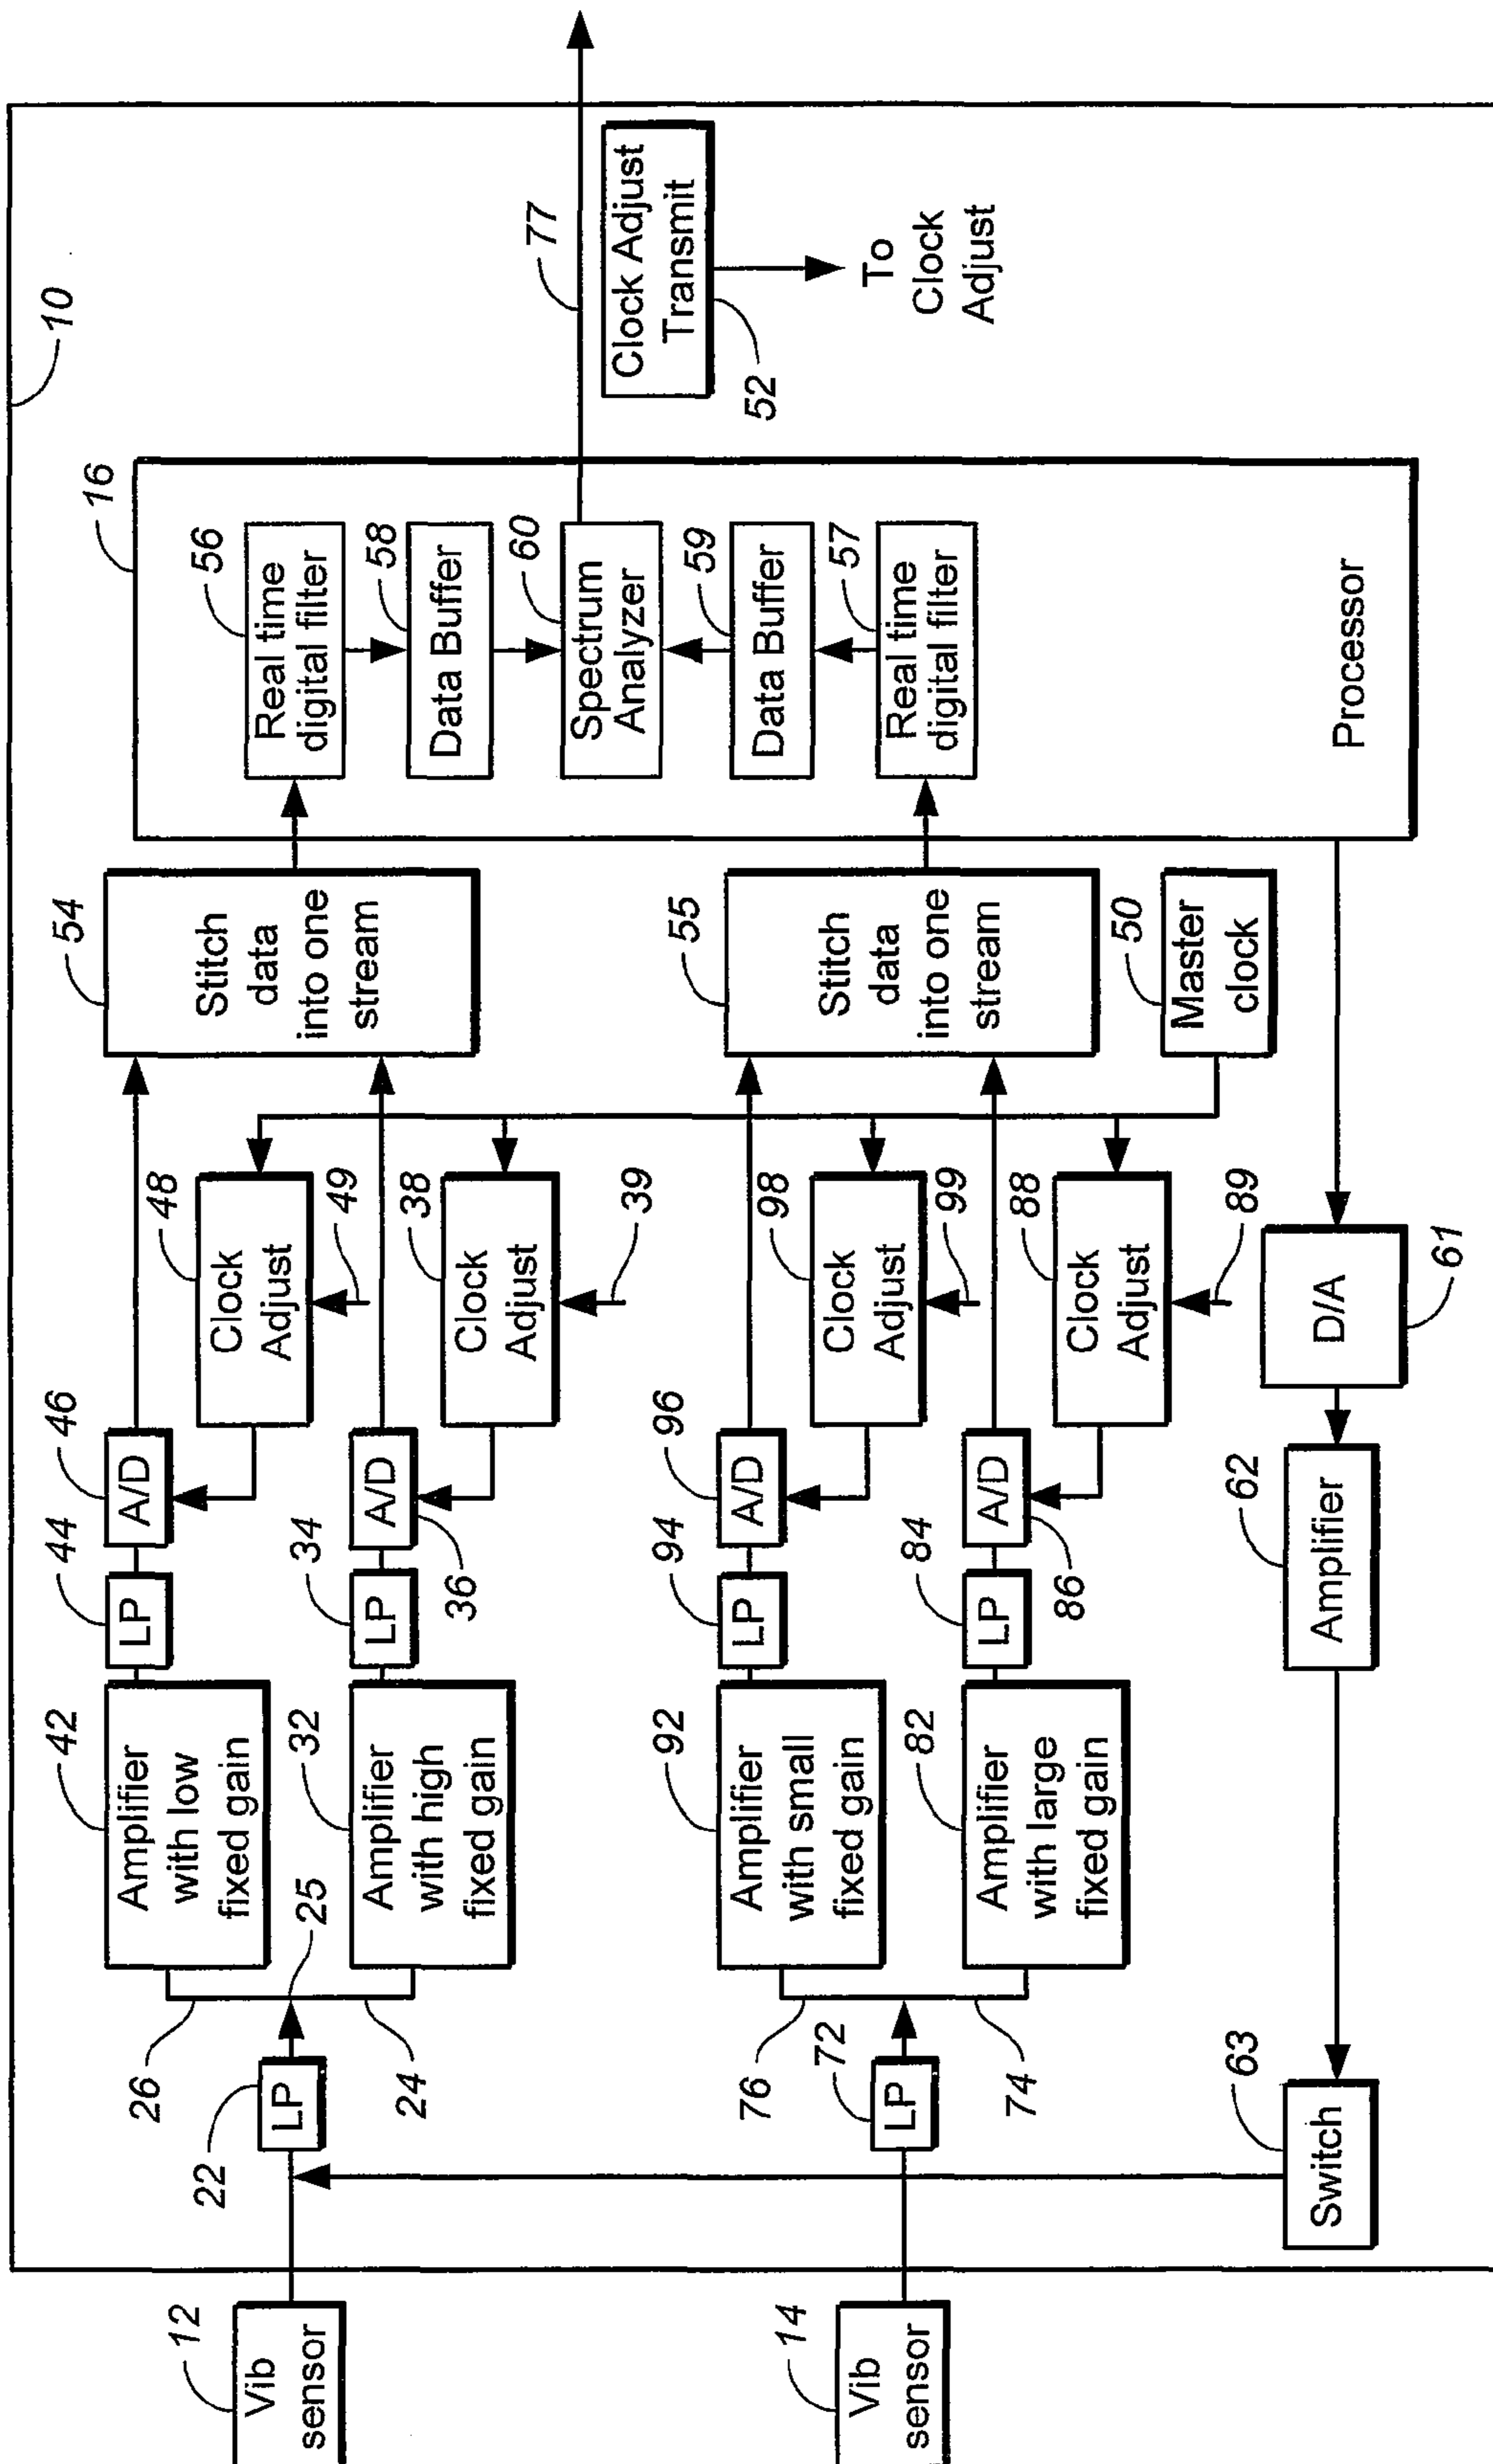 10
12
Vib
sensor
22
LP
26
25
24
42
Amplifier
with low
fixed gain
44
LP
46
A/D
48
Clock
Adjust
49
32
Amplifier
with high
fixed gain
34
LP
36
A/D
38
Clock
Adjust
39
54
Stitch
data
into one
stream
14
Vib
sensor
72
LP
76
74
92
Amplifier
with small
fixed gain
94
LP
96
A/D
98
Clock
Adjust
99
82
Amplifier
with large
fixed gain
84
LP
86
A/D
88
Clock
Adjust
89
55
Stitch
data
into one
stream
50
Master
clock
16
56
Real time
digital filter
58
Data Buffer
60
Spectrum
Analyzer
59
Data Buffer
57
Real time
digital filter
Processor
77
Clock Adjust
Transmit
52
To
Clock
Adjust
63
Switch
62
Amplifier
D/A
61